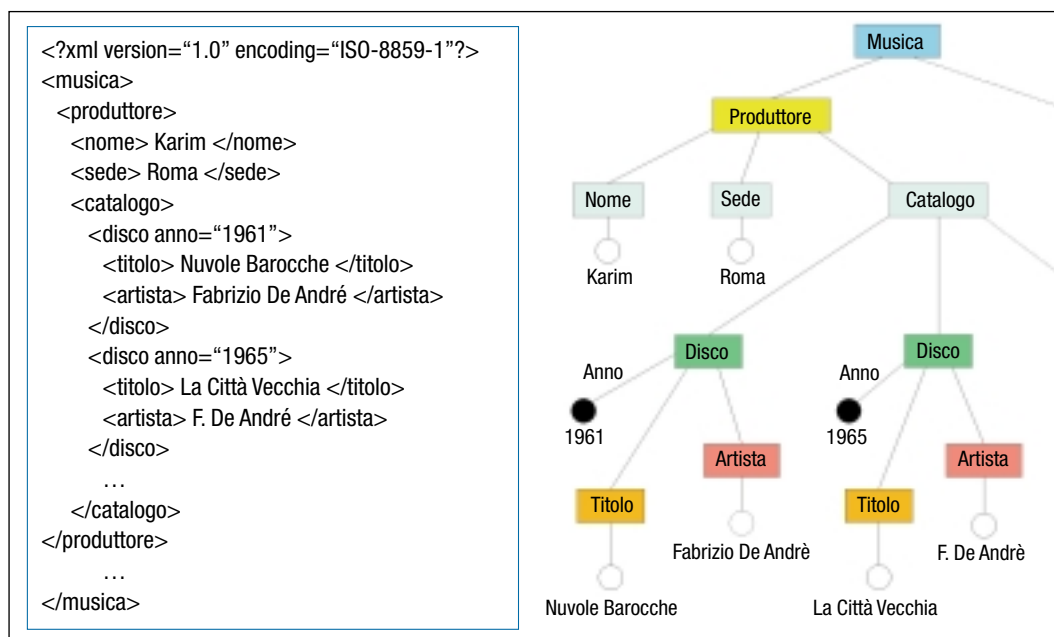 <?xml version=“1.0” encoding=“ISO-8859-1”?>
<musica>
<produttore>
<nome> Karim </nome>
<sede> Roma </sede>
<catalogo>
<disco anno=“1961”>
<titolo> Nuvole Barocche </titolo>
<artista> Fabrizio De André </artista>
</disco>
<disco anno=“1965”>
<titolo> La Città Vecchia </titolo>
<artista> F. De André </artista>
</disco>
…
</catalogo>
</produttore>
…
</musica>
Musica
Produttore
Nome
Sede
Catalogo
Karim
Roma
Disco
Disco
Anno
Anno
1961
1965
Artista
Artista
Titolo
Titolo
Fabrizio De Andrè
F. De Andrè
Nuvole Barocche
La Città Vecchia